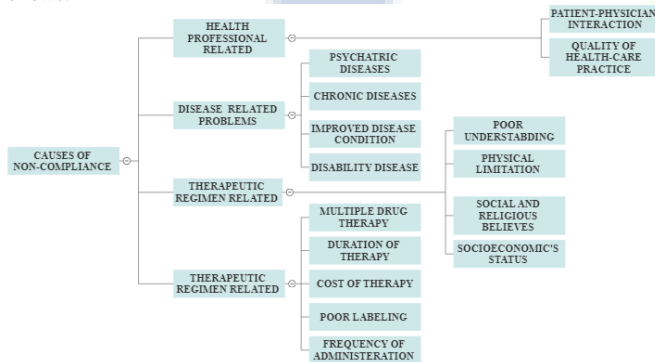 HEALTH
PROFESSIONAL
RELATED
PATIENT-PHYSICIAN
INTERACTION
QUALITY OF
HEALTH-CARE
PRACTICE
PSYCHATRIC
DISEASES
DISEASE RELATED
PROBLEMS
CHRONIC DISEASES
IMPROVED DISEASE
CONDITION
DISABILITY DISEASE
CAUSES OF
NON-COMPLIANCE
THERAPEUTIC
REGIMEN RELATED
POOR
UNDERSTABDING
PHYSICAL
LIMITATION
SOCIAL AND
RELIGIOUS
BELIEVES
SOCIOECONOMIC'S
STATUS
THERAPEUTIC
REGIMEN RELATED
MULTIPLE DRUG
THERAPY
DURATION OF
THERAPY
COST OF THERAPY
POOR LABELING
FREQUENCY OF
ADMINISTERATION